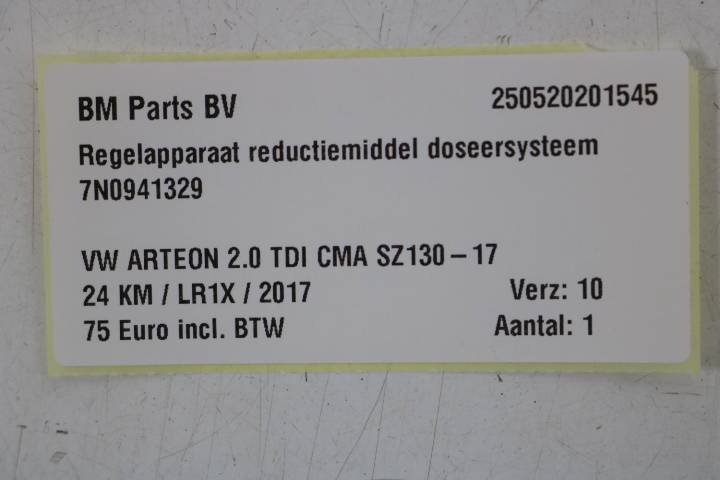 BM Parts BV 250520201545
Regelapparaat reductiemiddel doseersysteem
7N0941329
VW ARTEON 2.0 TDI CMA SZ130-17
24 KM / LR1X / 2017 Verz: 10
75 Euro incl. BTW Aantal: 1